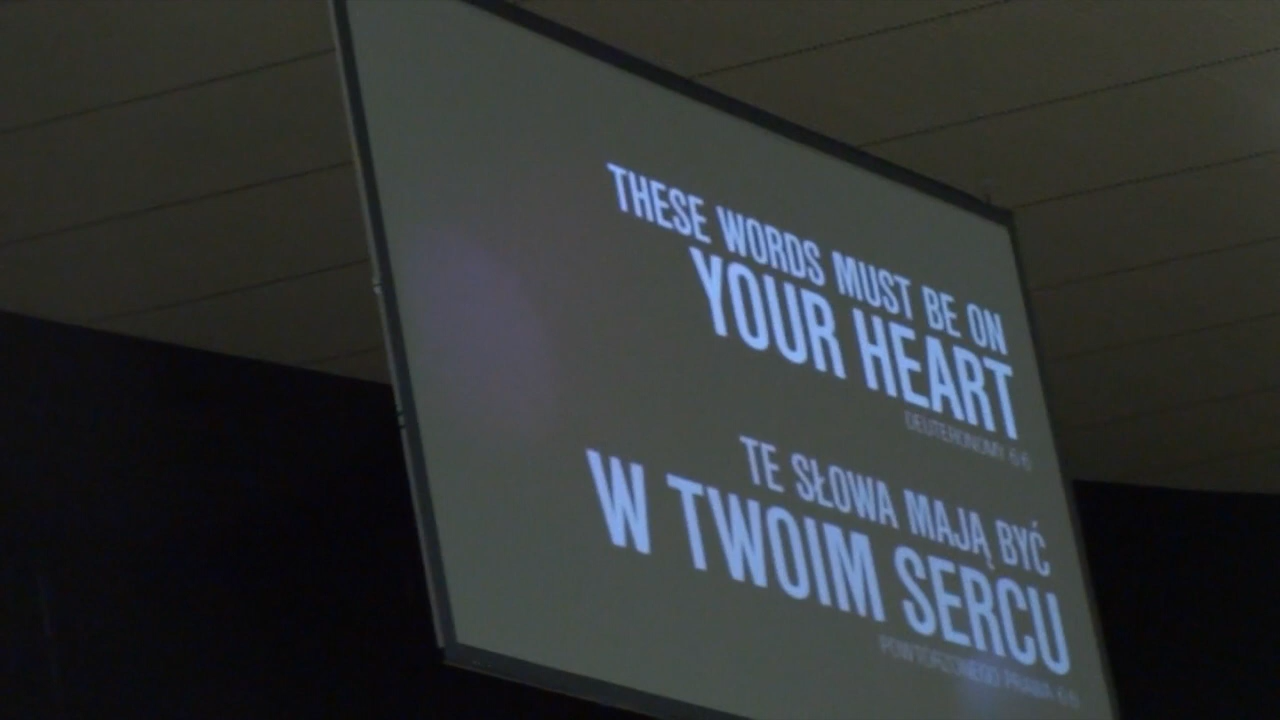 THESE WORDS MUST BE ON
YOUR HEART
DEUTERONOMY 6:6
TE SŁOWA MAJĄ BYĆ
W TWOIM SERCU
POWTÓRZONEGO PRAWA 6:6